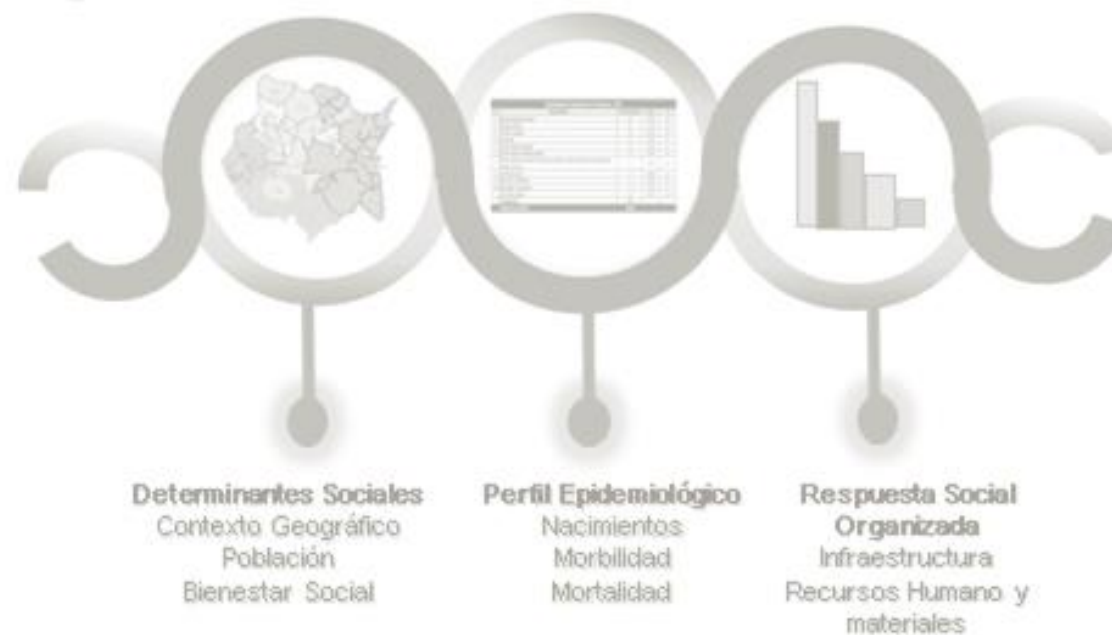 Determinantes Sociales
Contexto Geográfico
Población
Bienestar Social
Perfil Epidemiológico
Nacimientos
Morbilidad
Mortalidad
Respuesta Social
Organizada
Infraestructura
Recursos Humano y
materiales